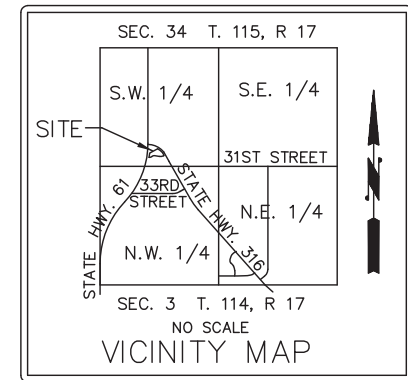 SEC. 34 T. 115, R 17
S.W. 1/4
S.E. 1/4
SITE
31ST STREET
33RD
STREET
STATE HWY. 61
STATE HWY. 316
N.E. 1/4
N.W. 1/4
N
SEC. 3 T. 114, R 17
NO SCALE
VICINITY MAP